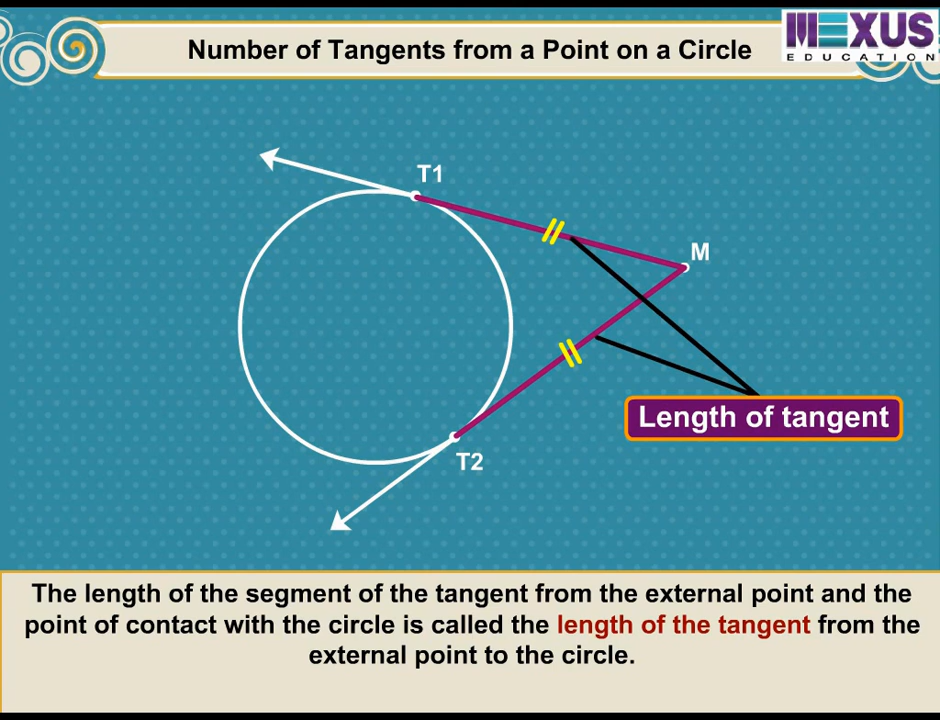 Number of Tangents from a Point on a Circle
MEXUS
EDUCATION
T1
M
Length of tangent
T2
The length of the segment of the tangent from the external point and the
point of contact with the circle is called the length of the tangent from the
external point to the circle.